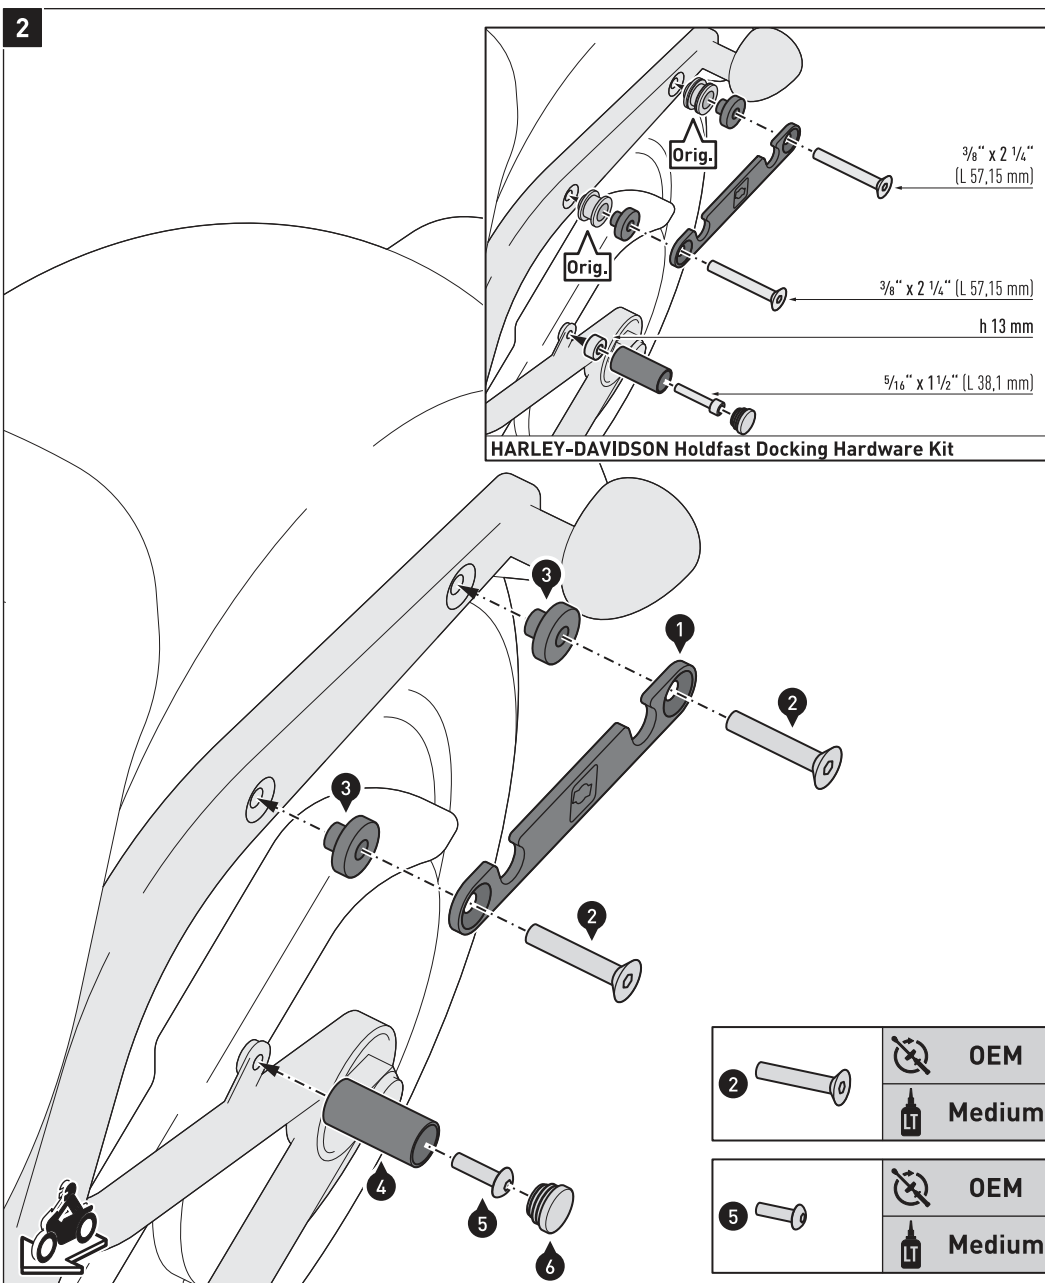 2
Orig.
3/8“ x 2 1/4“
(L 57,15 mm)
Orig.
3/8“ x 2 1/4“ (L 57,15 mm)
h 13 mm
5/16“ x 1 1/2“ (L 38,1 mm)
HARLEY-DAVIDSON Holdfast Docking Hardware Kit
3
1
2
3
2
4
5
6
2
OEM
LT
Medium
5
OEM
LT
Medium